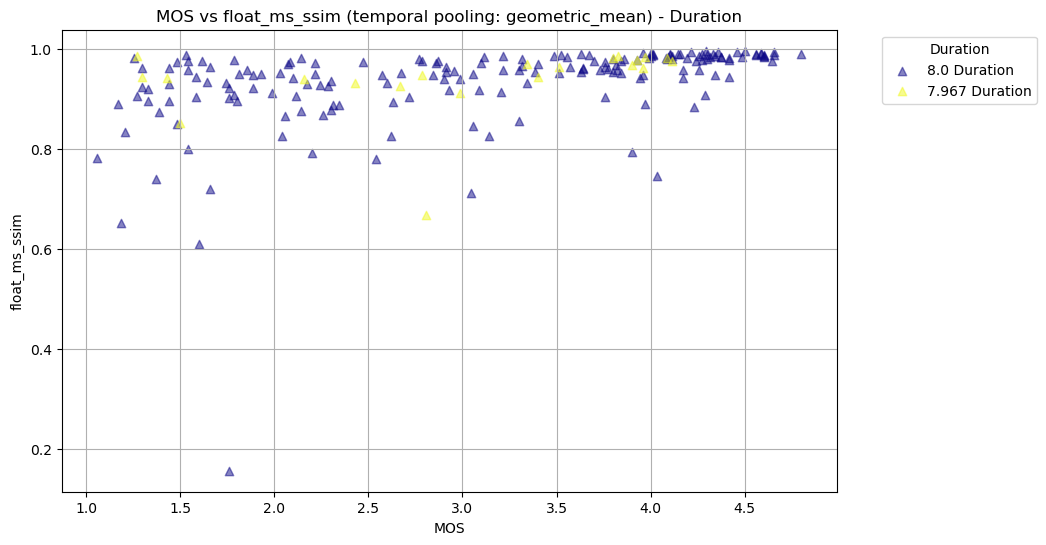 MOS vs float_ms_ssim (temporal pooling: geometric_mean) - Duration
float_ms_ssim
1.0
0.8
0.6
0.4
0.2
1.0 1.5 2.0 2.5 3.0 3.5 4.0 4.5
MOS
Duration
8.0 Duration
7.967 Duration